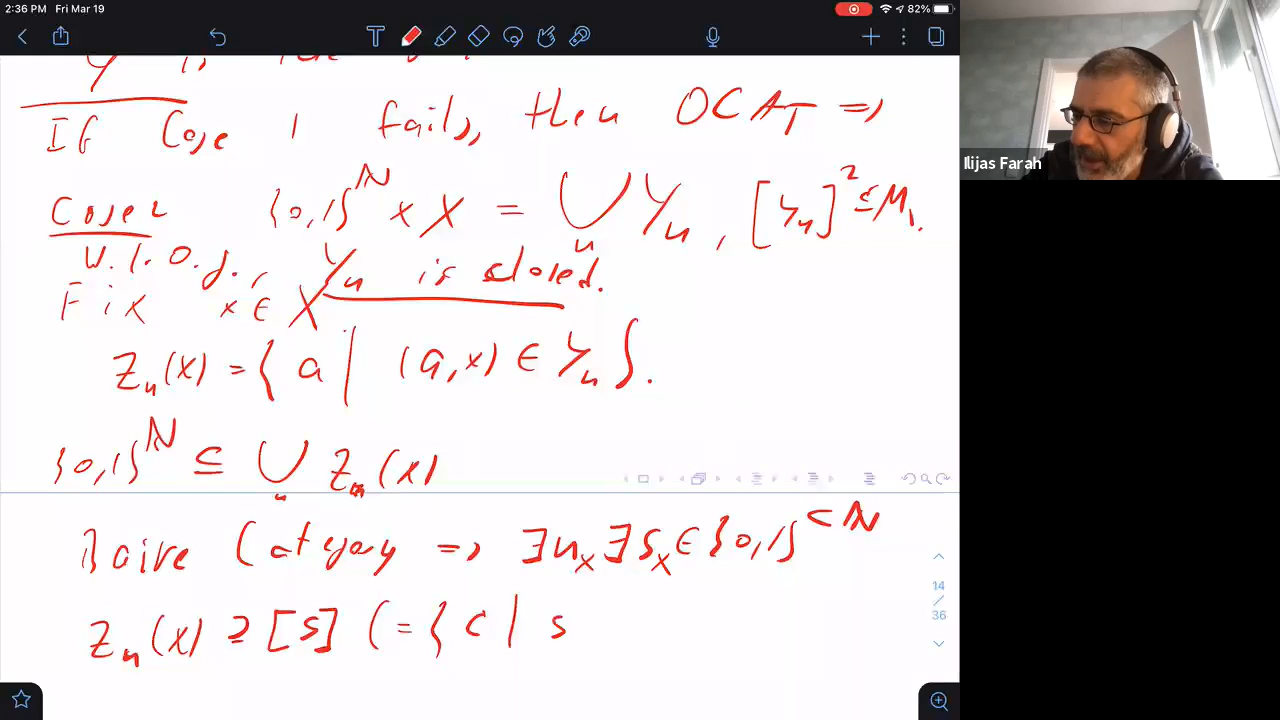 2:36 PM Fri Mar 19
82%
Ilijas Farah
If Case 1 fails, then OCA_T ⇒
Case 2 {0,1}^ℕ × X = ⋃_n Y_n, [Y_n]^2 ⊆ M_1.
W.l.o.g., Y_n is closed.
Fix x ∈ X
Z_n(x) = { a | (a,x) ∈ Y_n }.
{0,1}^ℕ ⊆ ⋃_n Z_n(x)
Baire Category ⇒ ∃n_x ∃s_x ∈ {0,1}^{<ℕ}
Z_n(x) ⊇ [s] (= { c | s
14
/
36